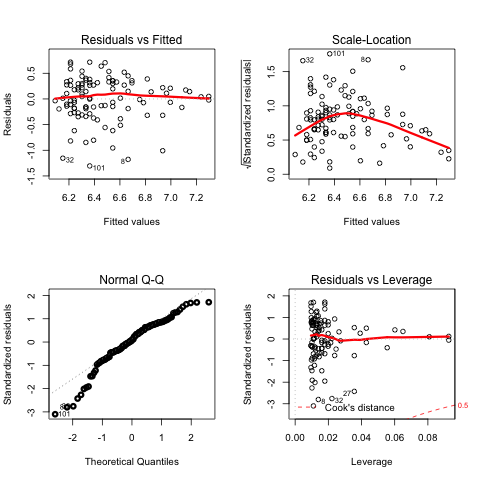 Residuals vs Fitted
Residuals
0.5
0.0
-0.5
-1.0
-1.5
32
101
8
6.2 6.4 6.6 6.8 7.0 7.2
Fitted values
Scale-Location
√|Standardized residuals|
1.5
1.0
0.5
0.0
32
101
8
6.2 6.4 6.6 6.8 7.0 7.2
Fitted values
Normal Q-Q
Standardized residuals
2
1
0
-1
-2
-3
8
101
-2 -1 0 1 2
Theoretical Quantiles
Residuals vs Leverage
Standardized residuals
2
1
0
-1
-2
-3
27
32
8
Cook's distance
0.5
0.00 0.02 0.04 0.06 0.08
Leverage